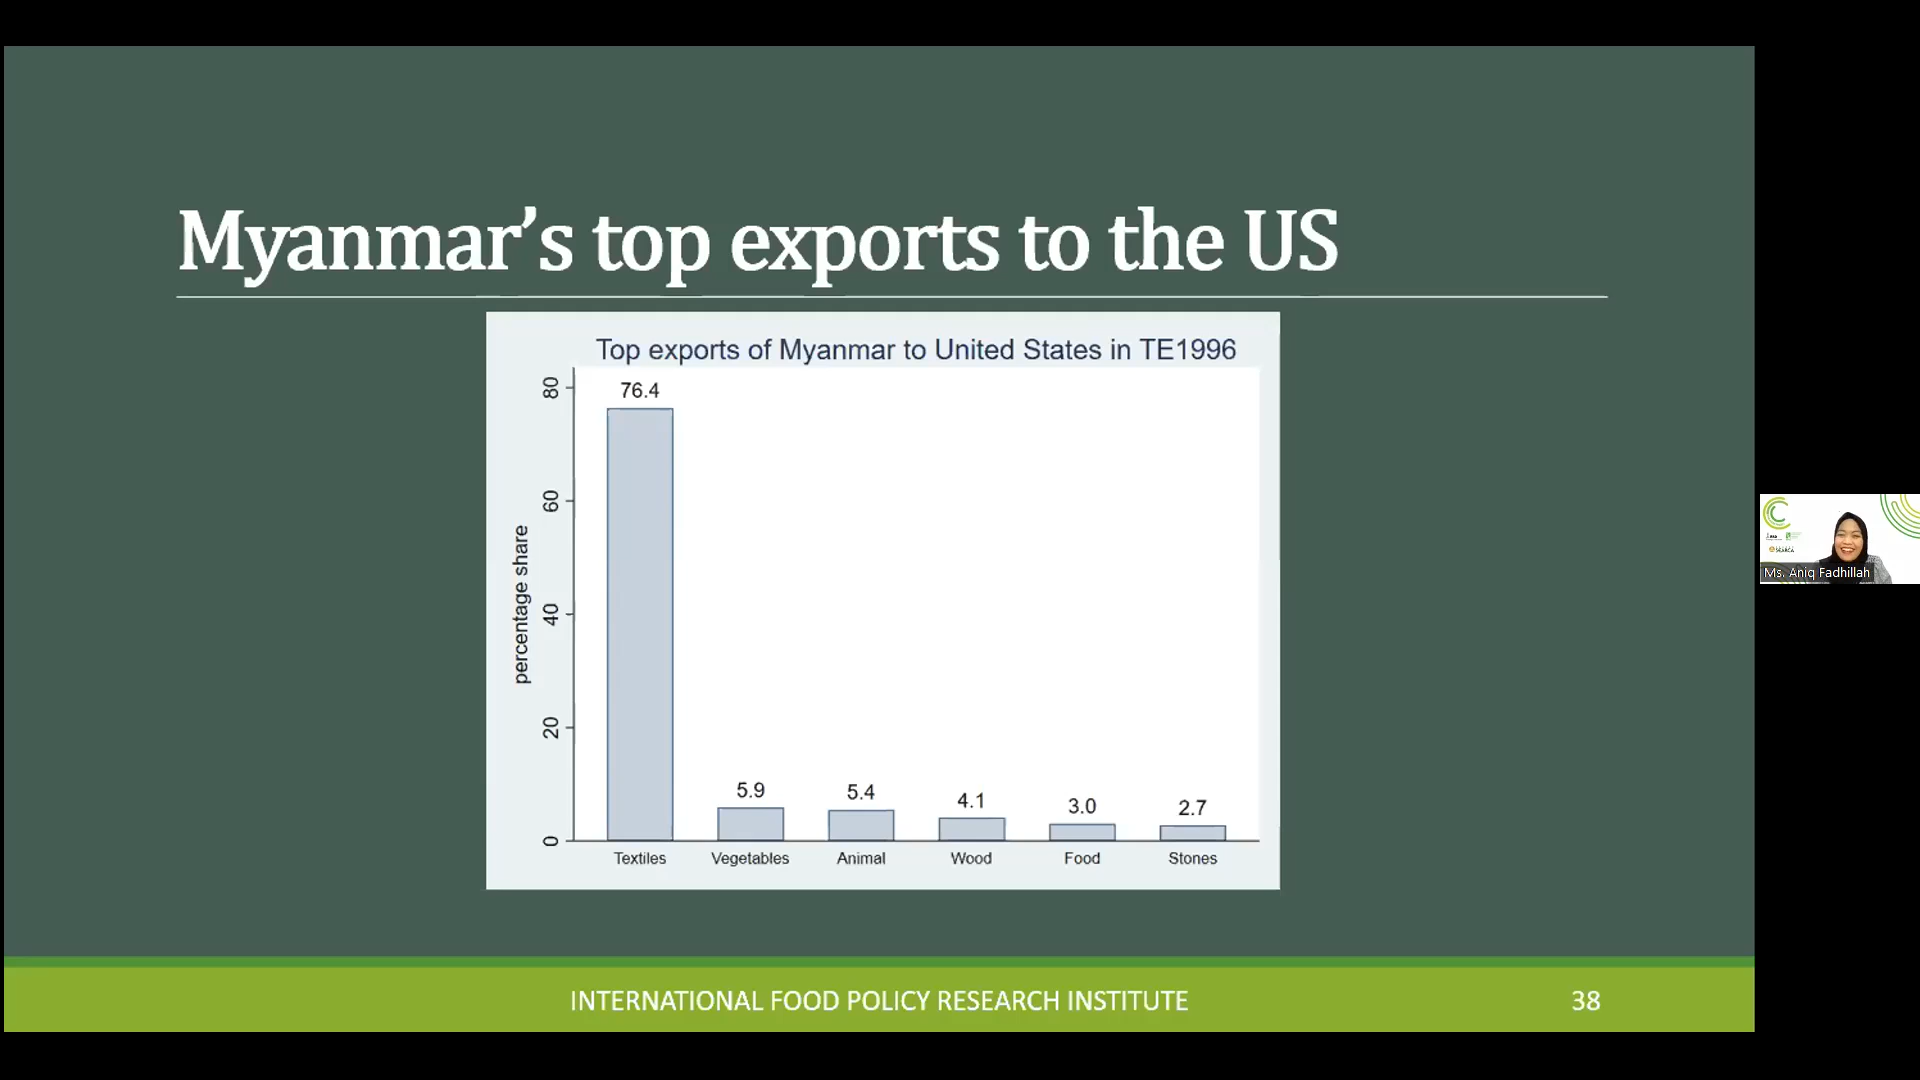 Myanmar’s top exports to the US
Top exports of Myanmar to United States in TE1996
percentage share
80
60
40
20
0
76.4
5.9
5.4
4.1
3.0
2.7
Textiles
Vegetables
Animal
Wood
Food
Stones
INTERNATIONAL FOOD POLICY RESEARCH INSTITUTE
38
SEARCA
Ms. Aniq Fadhillah